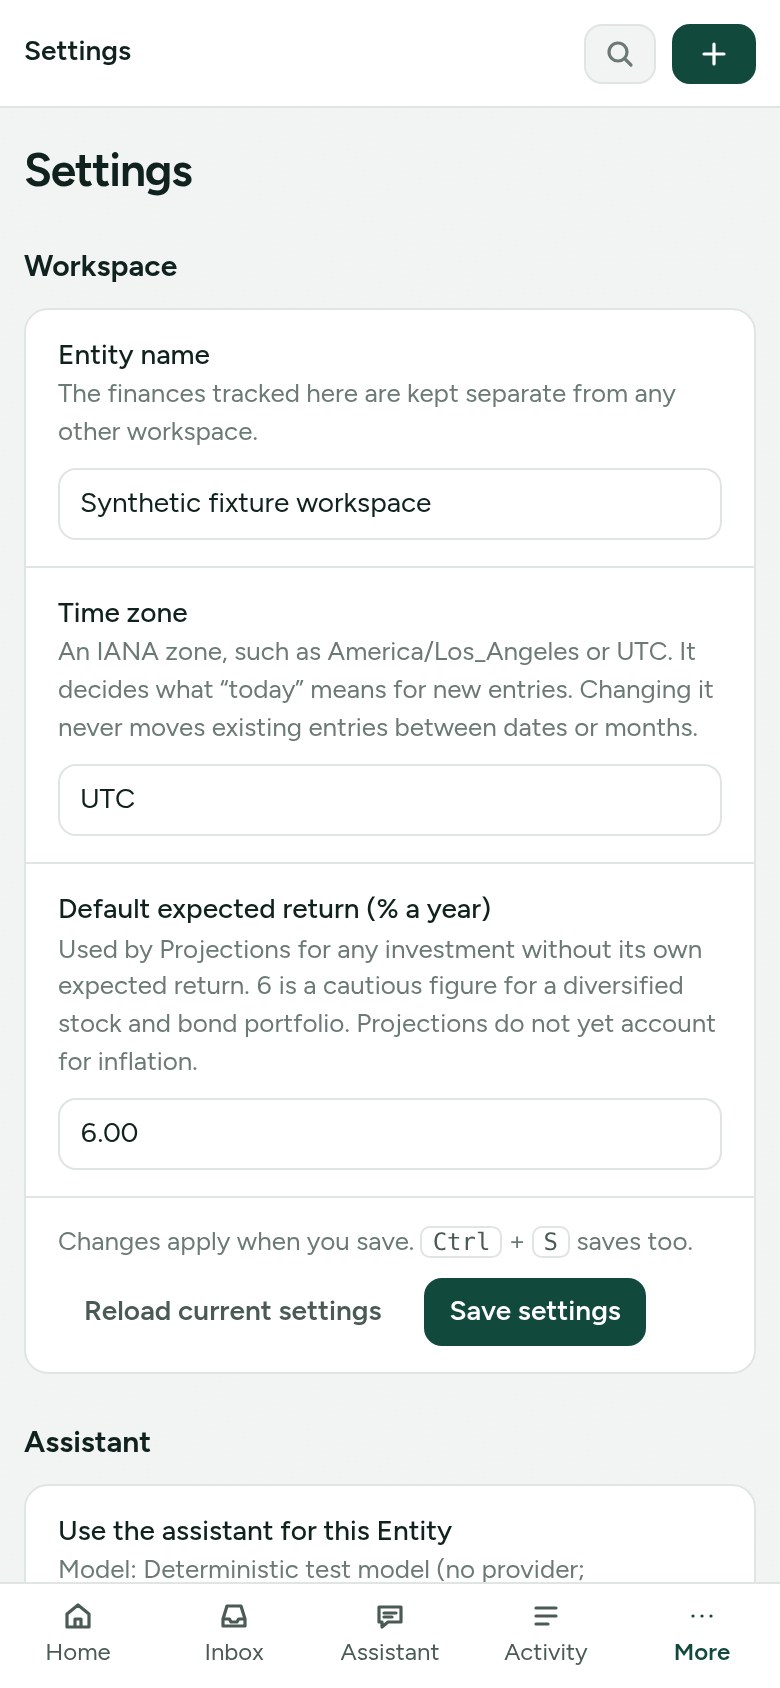 Settings
Settings
Workspace
Entity name
The finances tracked here are kept separate from any
other workspace.
Synthetic fixture workspace
Time zone
An IANA zone, such as America/Los_Angeles or UTC. It
decides what “today” means for new entries. Changing it
never moves existing entries between dates or months.
UTC
Default expected return (% a year)
Used by Projections for any investment without its own
expected return. 6 is a cautious figure for a diversified
stock and bond portfolio. Projections do not yet account
for inflation.
6.00
Changes apply when you save. Ctrl + S saves too.
Reload current settings Save settings
Assistant
Use the assistant for this Entity
Model: Deterministic test model (no provider;
Home Inbox Assistant Activity More